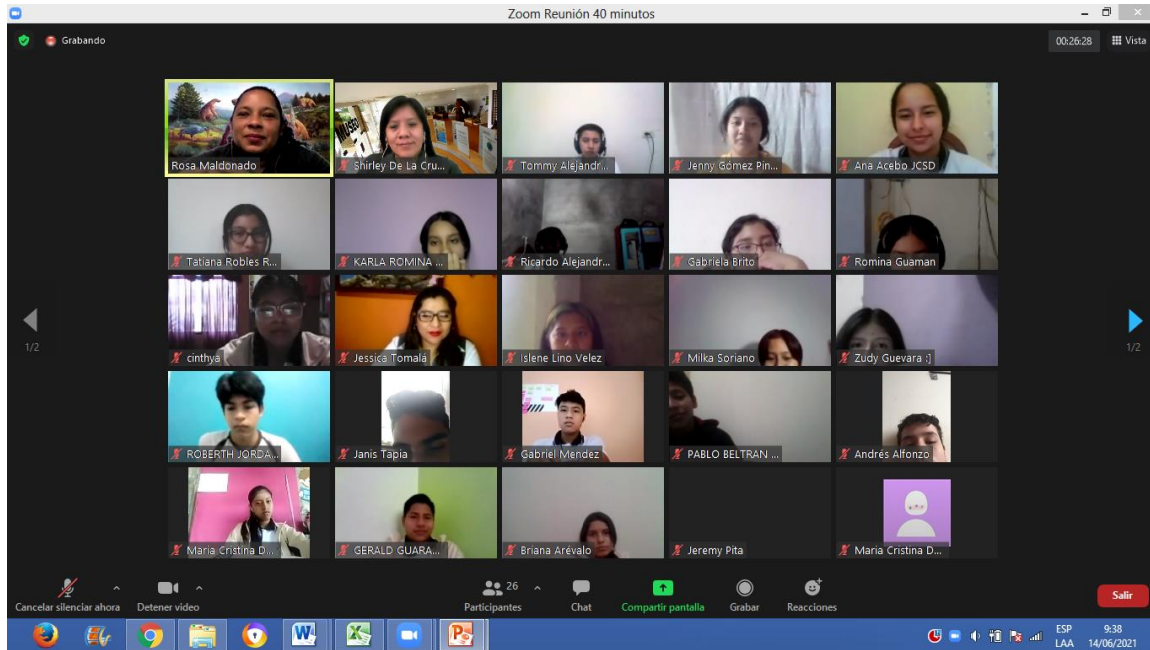 Zoom Reunión 40 minutos
Grabando
00:26:28
Vista
MUSEO
Rosa Maldonado
Shirley De La Cru...
Tommy Alejandr...
Jenny Gómez Pin...
Ana Acebo JCSD
Tatiana Robles R...
KARLA ROMINA ...
Ricardo Alejandr...
Gabriela Brito
Romina Guaman
cinthya
Jessica Tomalá
Islene Lino Velez
Milka Soriano
Zudy Guevara :]
1/2
1/2
ROBERTH JORDA...
Janis Tapia
Gabriel Mendez
PABLO BELTRAN ...
Andrés Alfonzo
Maria Cristina D...
GERALD GUARA...
Briana Arévalo
Jeremy Pita
Maria Cristina D...
Cancelar silenciar ahora
Detener video
26
Participantes
Chat
Compartir pantalla
Grabar
Reacciones
Salir
ESP
LAA
9:38
14/06/2021